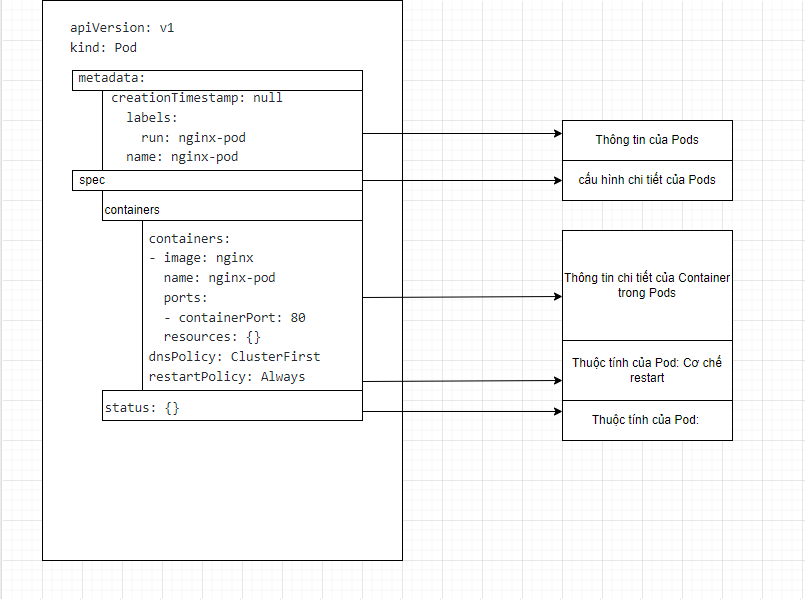 apiVersion: v1
kind: Pod
metadata:
creationTimestamp: null
labels:
run: nginx-pod
name: nginx-pod
spec
containers
containers:
- image: nginx
name: nginx-pod
ports:
- containerPort: 80
resources: {}
dnsPolicy: ClusterFirst
restartPolicy: Always
status: {}
Thông tin của Pods
cấu hình chi tiết của Pods
Thông tin chi tiết của Container
trong Pods
Thuộc tính của Pod: Cơ chế
restart
Thuộc tính của Pod: